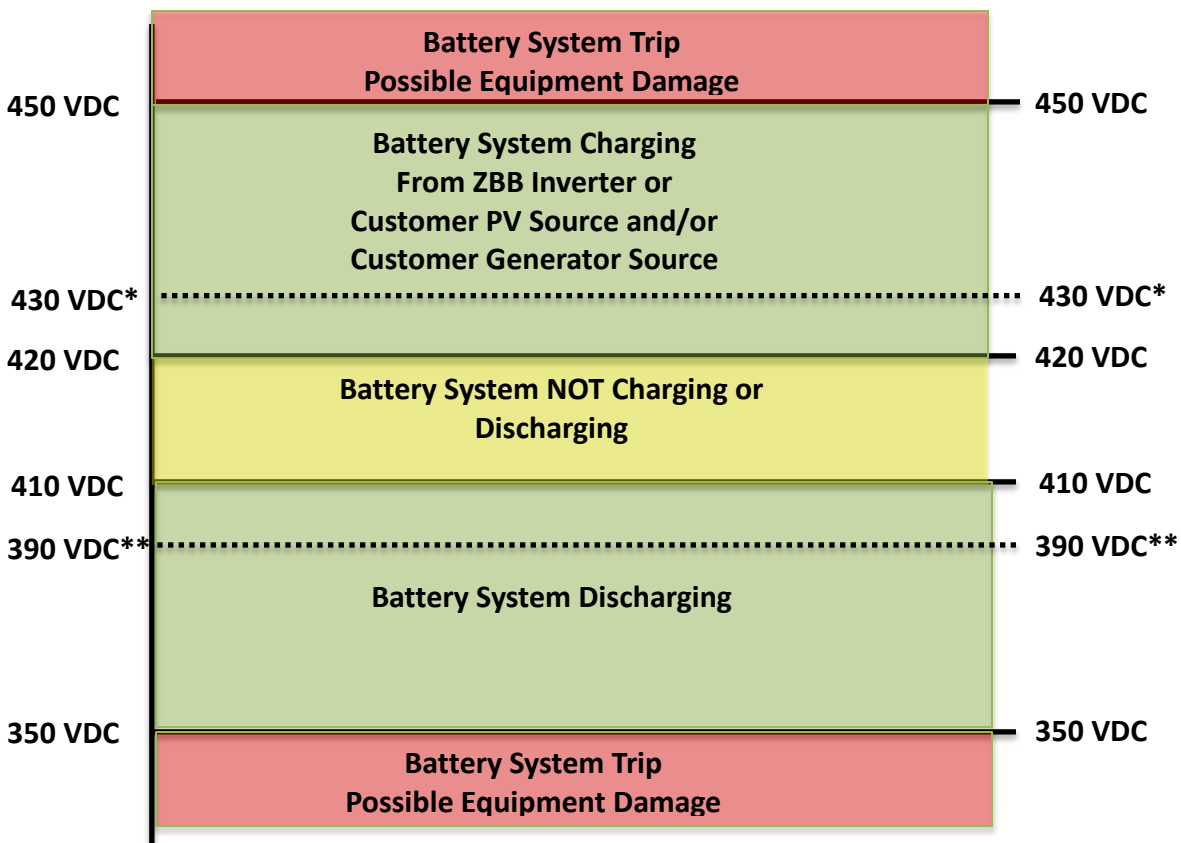 Battery System Trip
Possible Equipment Damage
450 VDC
450 VDC
Battery System Charging
From ZBB Inverter or
Customer PV Source and/or
Customer Generator Source
430 VDC*
430 VDC*
420 VDC
420 VDC
Battery System NOT Charging or
Discharging
410 VDC
410 VDC
390 VDC**
390 VDC**
Battery System Discharging
350 VDC
350 VDC
Battery System Trip
Possible Equipment Damage